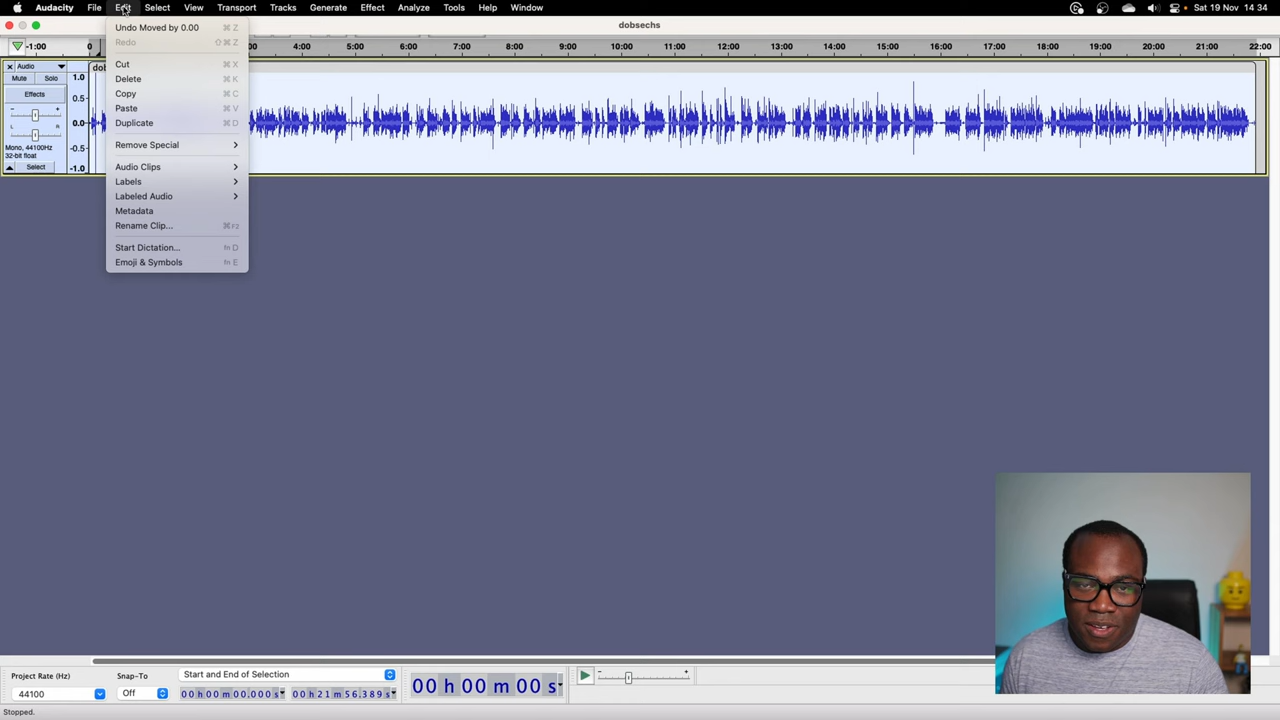 Audacity File Edit Select View Transport Tracks Generate Effect Analyze Tools Help Window Sat 19 Nov 14 34
dobsechs
-1:00 0 :00 4:00 5:00 6:00 7:00 8:00 9:00 10:00 11:00 12:00 13:00 14:00 15:00 16:00 17:00 18:00 19:00 20:00 21:00 22:00
Undo Moved by 0.00 ⌘ Z
Redo ⇧ ⌘ Z
Cut ⌘ X
Delete ⌘ K
Copy ⌘ C
Paste ⌘ V
Duplicate ⌘ D
Remove Special >
Audio Clips >
Labels >
Labeled Audio >
Metadata
Rename Clip... ⌘F2
Start Dictation... fn D
Emoji & Symbols fn E
× Audio ▼ 1.0 dob
Mute Solo
Effects 0.5
- +
0.0
L R
Mono, 44100Hz
32-bit float -0.5
Select -1.0
Project Rate (Hz) Snap-To Start and End of Selection
44100 Off 00 h 00 m 00.000 s 00 h 21 m 56.389 s 00 h 00 m 00 s - +
Stopped.